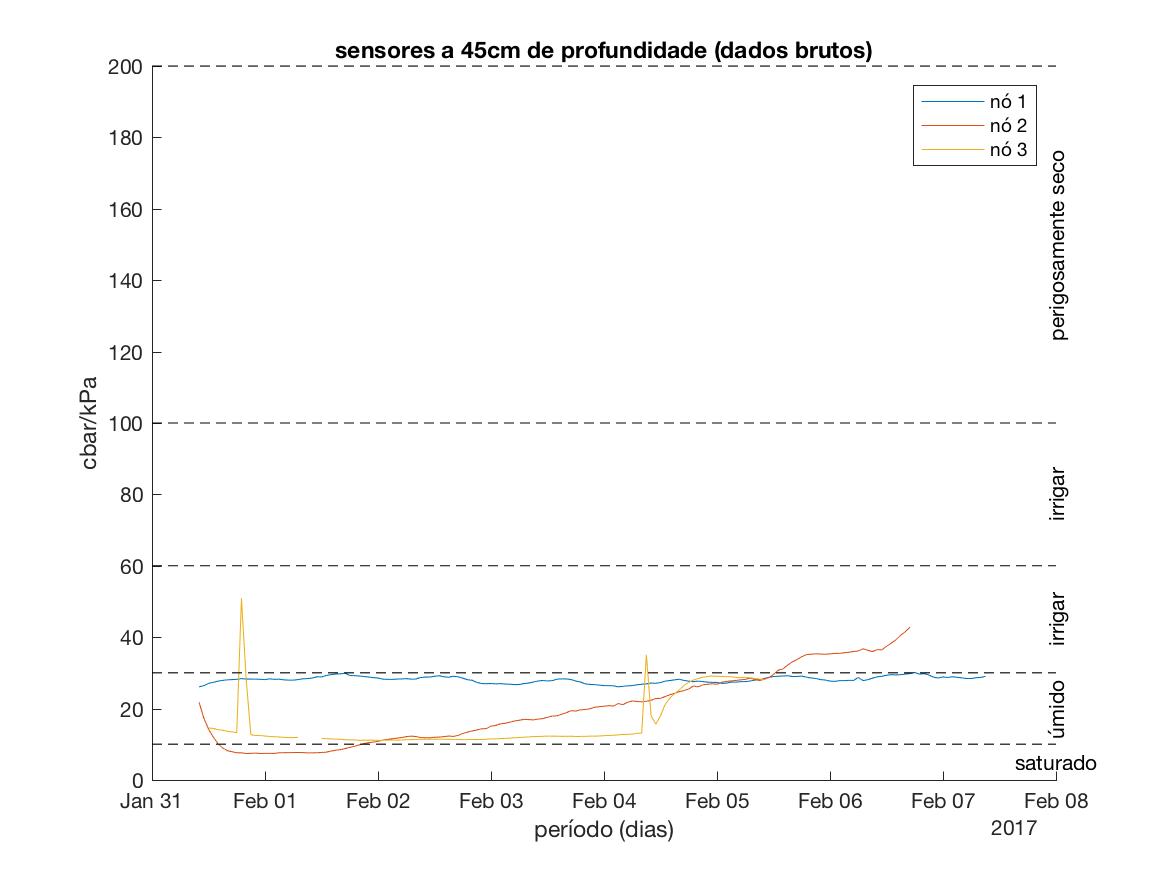 sensores a 45cm de profundidade (dados brutos)
200
180
160
140
120
100
80
60
40
20
0
cbar/kPa
nó 1
nó 2
nó 3
perigosamente seco
irrigar
irrigar
úmido
saturado
Jan 31 Feb 01 Feb 02 Feb 03 Feb 04 Feb 05 Feb 06 Feb 07 Feb 08
período (dias)
2017